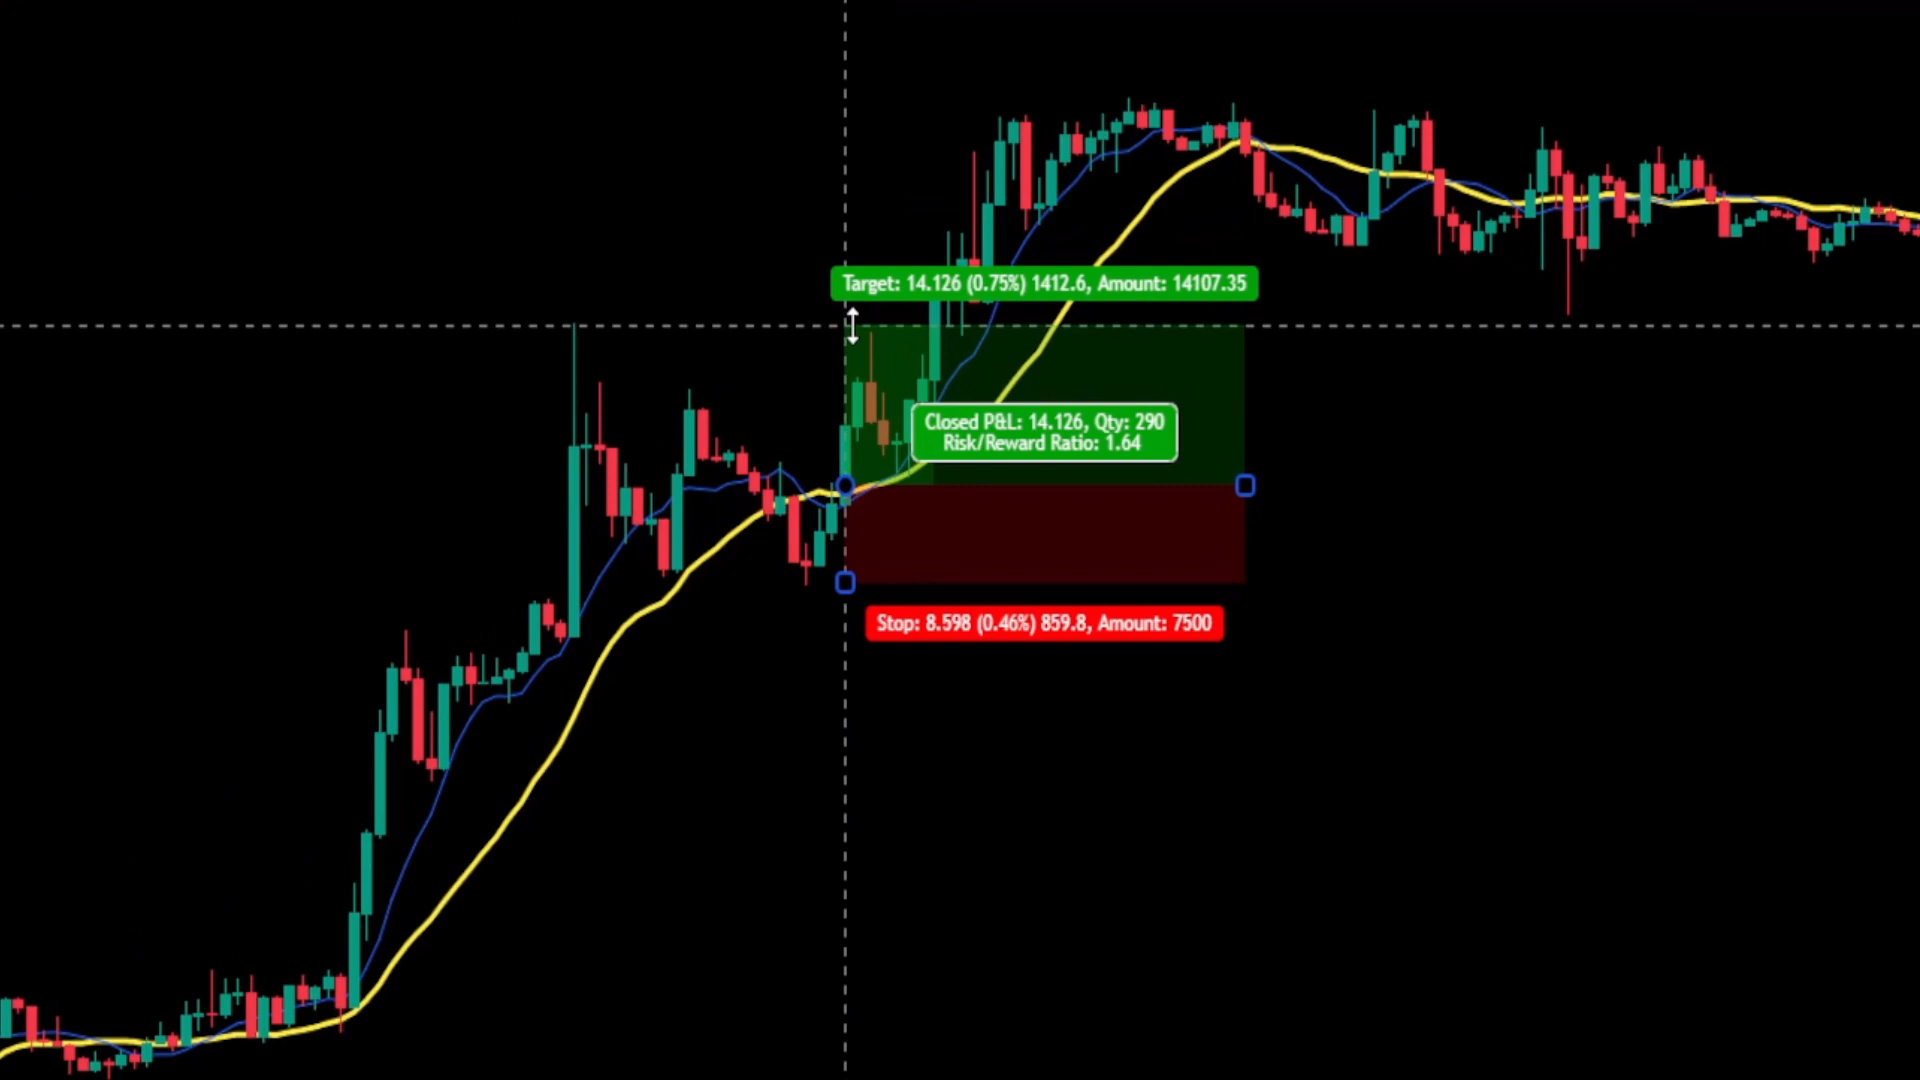 Target: 14.126 (0.75%) 1412.6, Amount: 14107.35
Closed P&L: 14.126, Qty: 290
Risk/Reward Ratio: 1.64
Stop: 8.598 (0.46%) 859.8, Amount: 7500